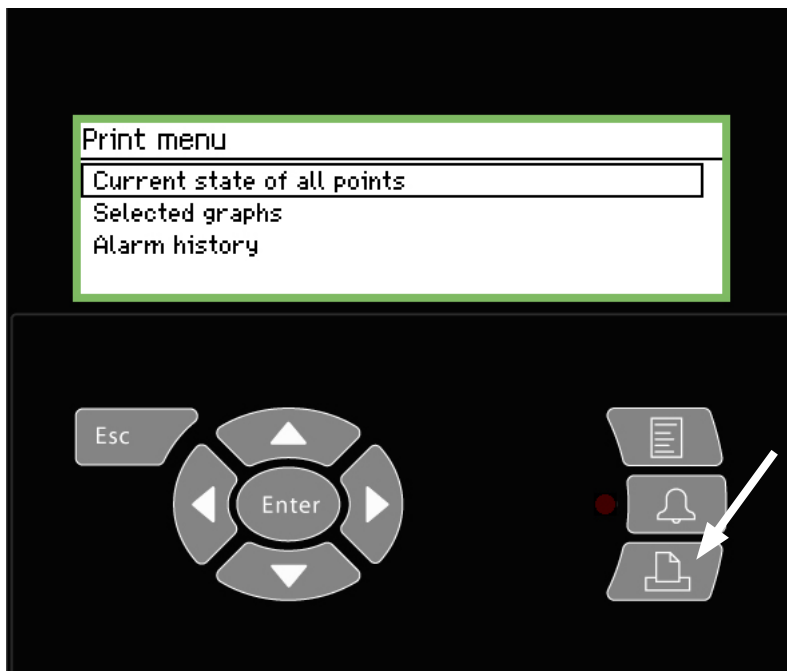 Print menu
Current state of all points
Selected graphs
Alarm history
Esc
Enter